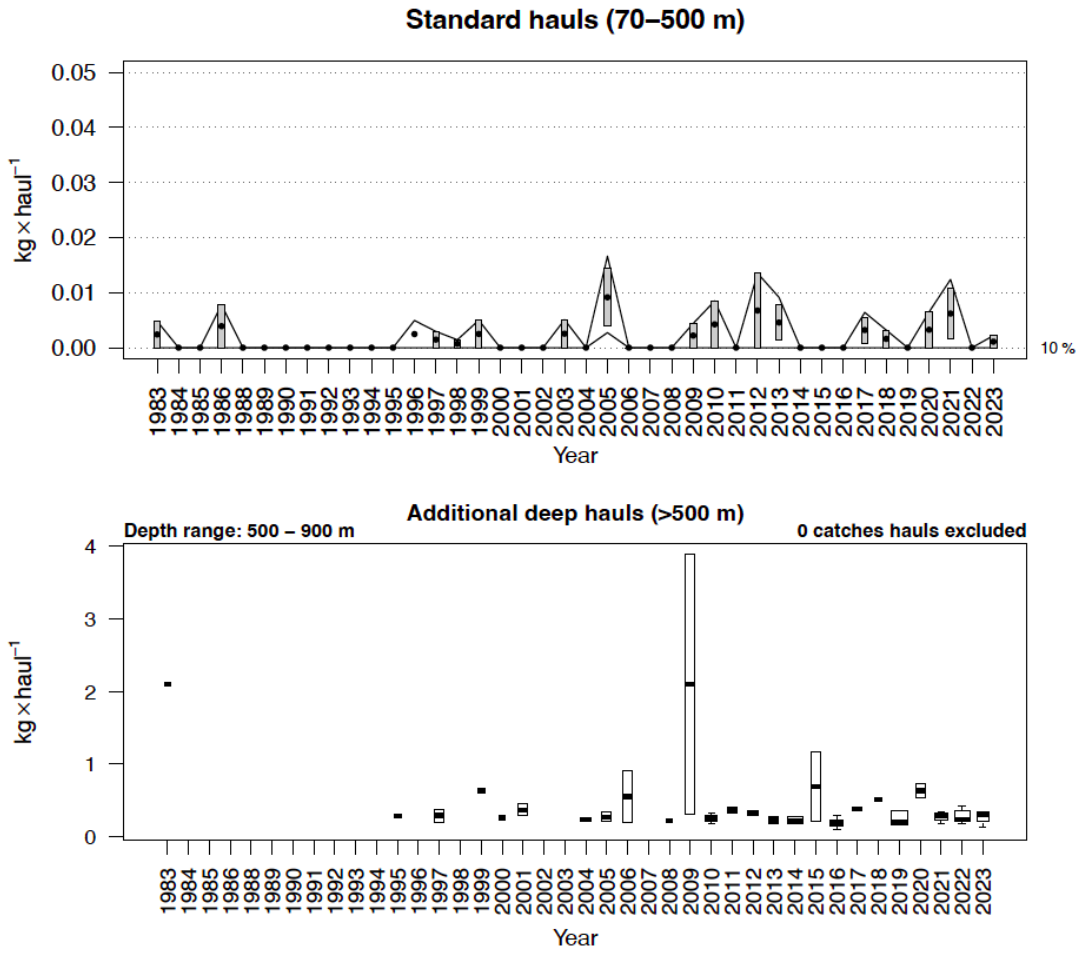 Standard hauls (70–500 m)
0.05
0.04
0.03
0.02
0.01
0.00
kg × haul⁻¹
10 %
1983 1984 1985 1986 1988 1989 1990 1991 1992 1993 1994 1995 1996 1997 1998 1999 2000 2001 2002 2003 2004 2005 2006 2007 2008 2009 2010 2011 2012 2013 2014 2015 2016 2017 2018 2019 2020 2021 2022 2023
Year
Additional deep hauls (>500 m)
Depth range: 500 – 900 m
0 catches hauls excluded
4
3
2
1
0
kg × haul⁻¹
1983 1984 1985 1986 1988 1989 1990 1991 1992 1993 1994 1995 1996 1997 1998 1999 2000 2001 2002 2003 2004 2005 2006 2007 2008 2009 2010 2011 2012 2013 2014 2015 2016 2017 2018 2019 2020 2021 2022 2023
Year